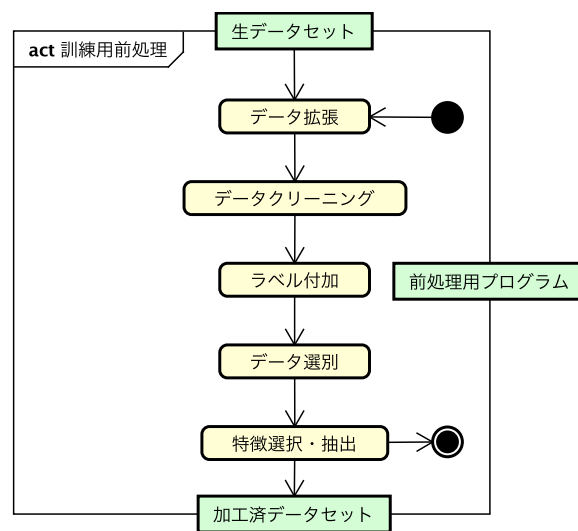 生データセット
act 訓練用前処理
データ拡張
データクリーニング
ラベル付加
前処理用プログラム
データ選別
特徴選択・抽出
加工済データセット